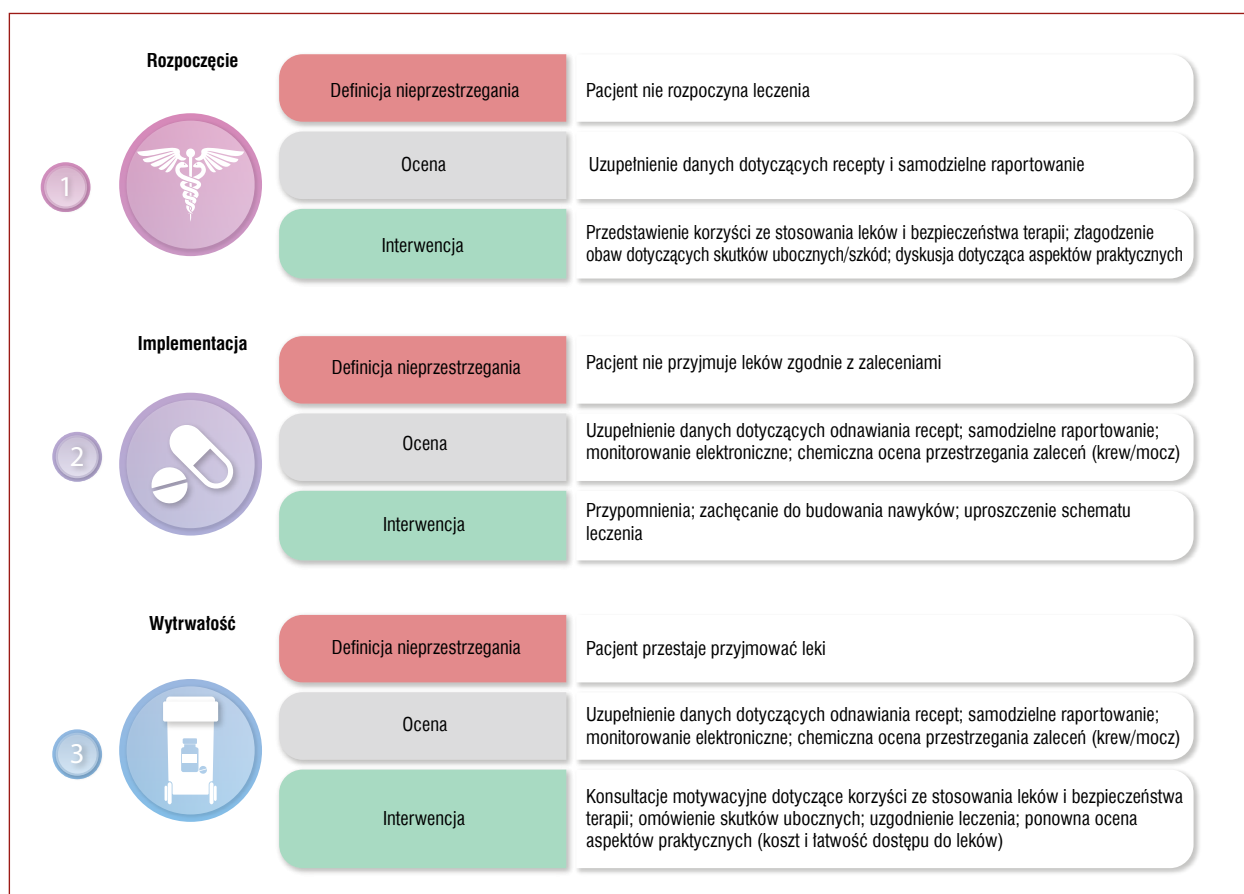 Rozpoczęcie
Definicja nieprzestrzegania
Pacjent nie rozpoczyna leczenia
1
Ocena
Uzupełnienie danych dotyczących recepty i samodzielne raportowanie
Interwencja
Przedstawienie korzyści ze stosowania leków i bezpieczeństwa terapii; złagodzenie
obaw dotyczących skutków ubocznych/szkód; dyskusja dotycząca aspektów praktycznych
Implementacja
Definicja nieprzestrzegania
Pacjent nie przyjmuje leków zgodnie z zaleceniami
2
Ocena
Uzupełnienie danych dotyczących odnawiania recept; samodzielne raportowanie;
monitorowanie elektroniczne; chemiczna ocena przestrzegania zaleceń (krew/mocz)
Interwencja
Przypomnienia; zachęcanie do budowania nawyków; uproszczenie schematu
leczenia
Wytrwałość
Definicja nieprzestrzegania
Pacjent przestaje przyjmować leki
3
Ocena
Uzupełnienie danych dotyczących odnawiania recept; samodzielne raportowanie;
monitorowanie elektroniczne; chemiczna ocena przestrzegania zaleceń (krew/mocz)
Interwencja
Konsultacje motywacyjne dotyczące korzyści ze stosowania leków i bezpieczeństwa
terapii; omówienie skutków ubocznych; uzgodnienie leczenia; ponowna ocena
aspektów praktycznych (koszt i łatwość dostępu do leków)